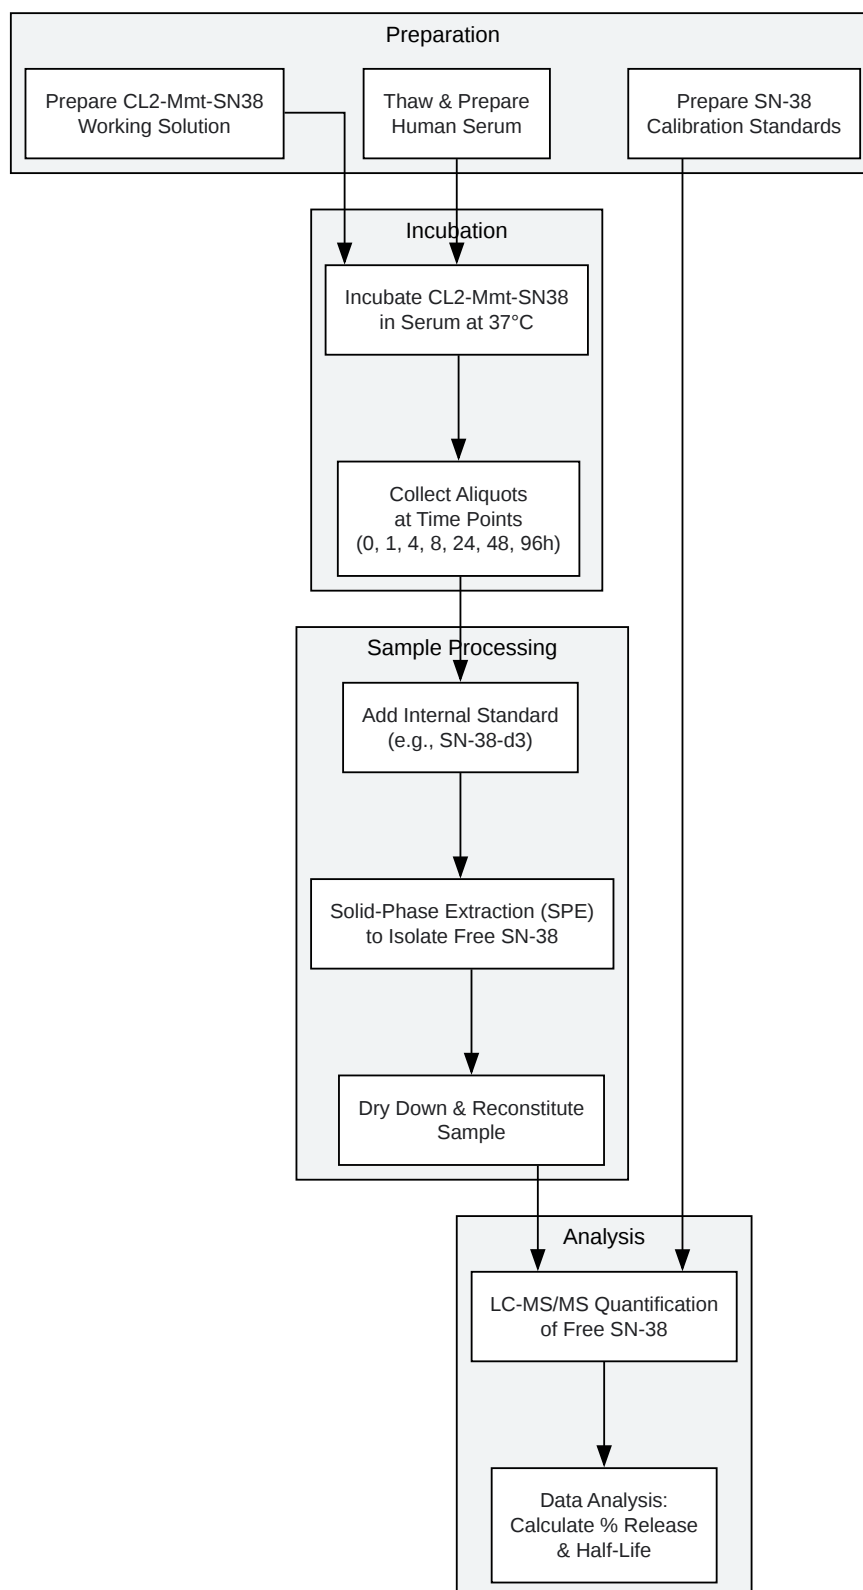 Preparation
Prepare CL2-Mmt-SN38
Working Solution
Thaw & Prepare
Human Serum
Prepare SN-38
Calibration Standards
Incubation
Incubate CL2-Mmt-SN38
in Serum at 37°C
Collect Aliquots
at Time Points
(0, 1, 4, 8, 24, 48, 96h)
Sample Processing
Add Internal Standard
(e.g., SN-38-d3)
Solid-Phase Extraction (SPE)
to Isolate Free SN-38
Dry Down & Reconstitute
Sample
Analysis
LC-MS/MS Quantification
of Free SN-38
Data Analysis:
Calculate % Release
& Half-Life